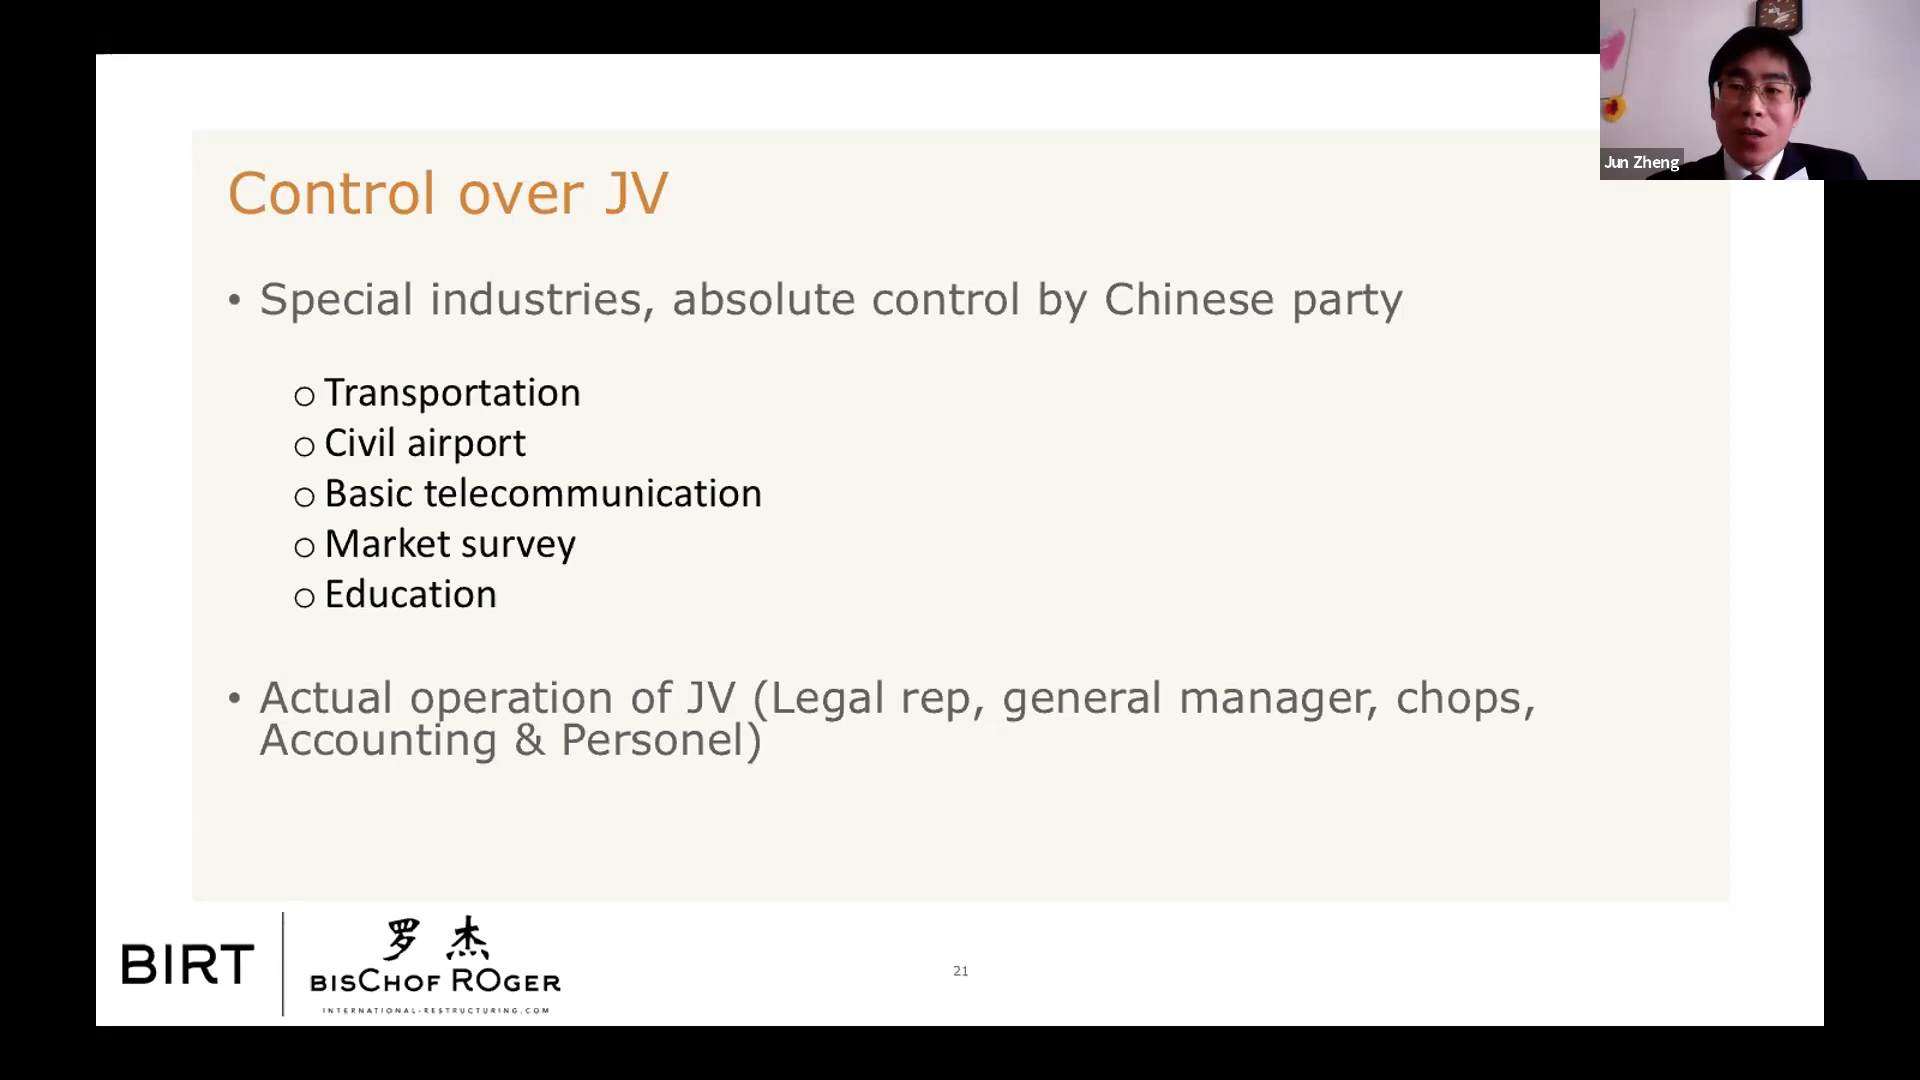 Jun Zheng
Control over JV
• Special industries, absolute control by Chinese party
o Transportation
o Civil airport
o Basic telecommunication
o Market survey
o Education
• Actual operation of JV (Legal rep, general manager, chops,
Accounting & Personel)
BIRT
罗 杰
BISCHOF ROGER
INTERNATIONAL-RESTRUCTURING.COM
21